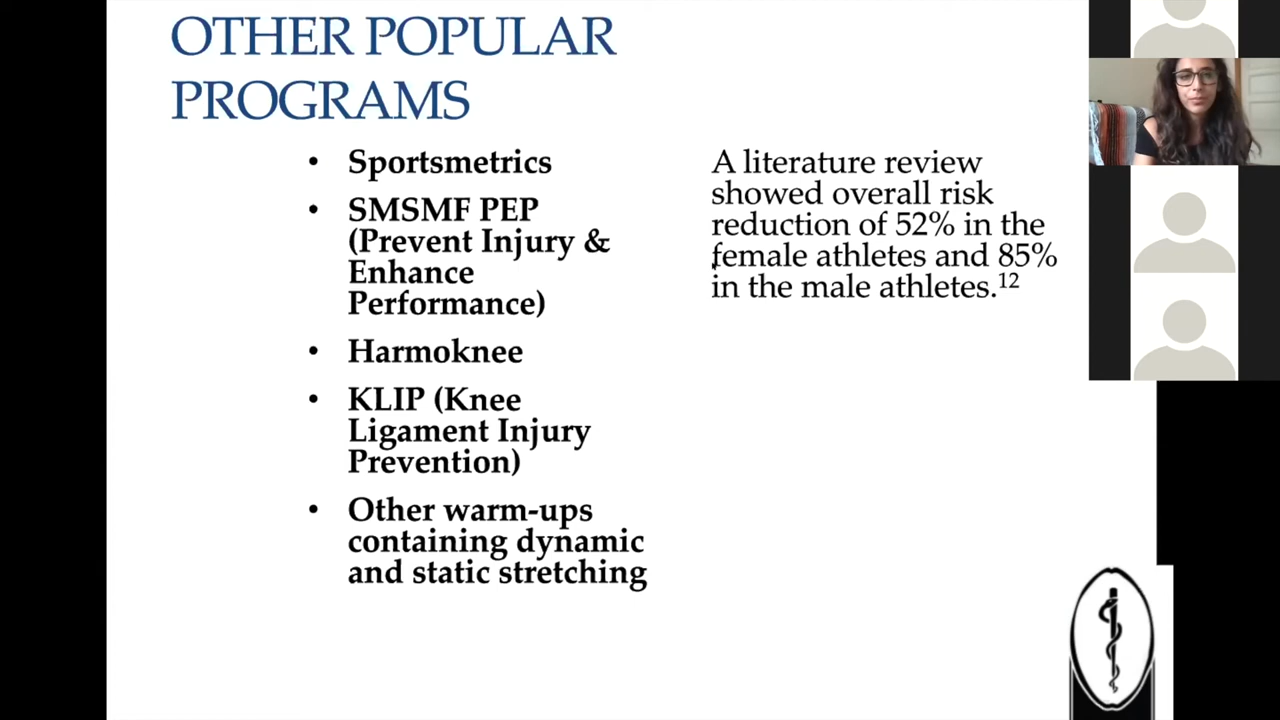 OTHER POPULAR
PROGRAMS
• Sportsmetrics
• SMSMF PEP
(Prevent Injury &
Enhance
Performance)
• Harmoknee
• KLIP (Knee
Ligament Injury
Prevention)
• Other warm-ups
containing dynamic
and static stretching
A literature review
showed overall risk
reduction of 52% in the
female athletes and 85%
in the male athletes.12